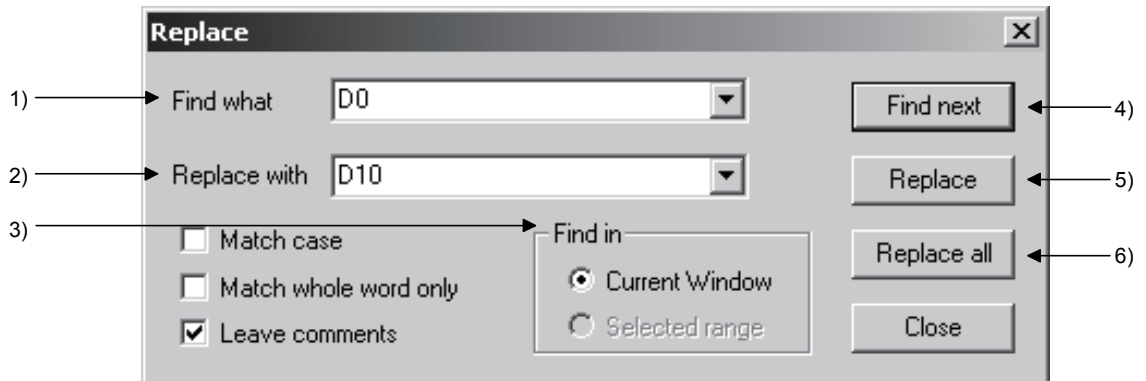 Replace
1) Find what D0 Find next 4)
2) Replace with D10 Replace 5)
3) Find in
Match case Replace all 6)
Match whole word only Current Window
Leave comments Selected range Close